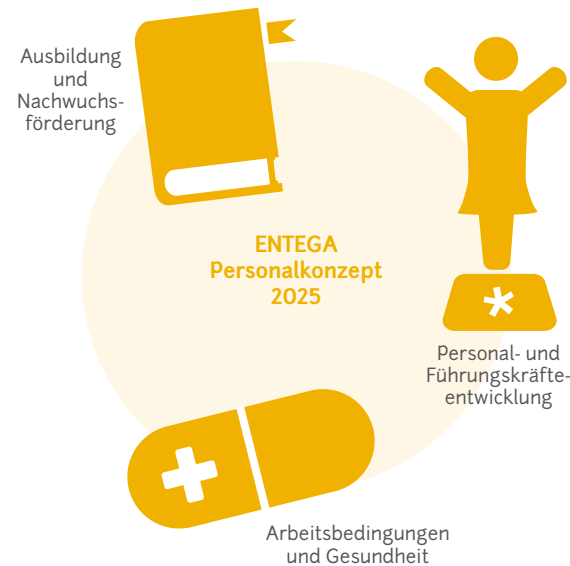 Ausbildung
und
Nachwuchs-
förderung
ENTEGA
Personalkonzept
2025
Personal- und
Führungskräfte-
entwicklung
Arbeitsbedingungen
und Gesundheit